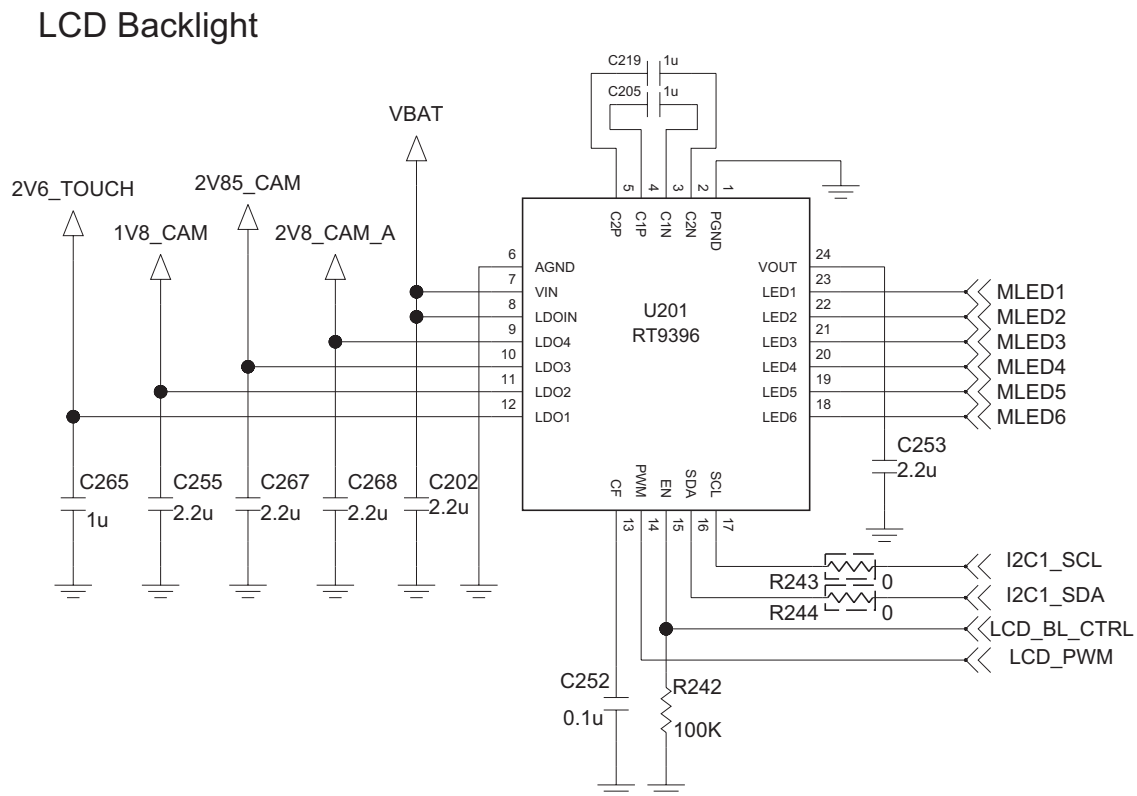 LCD Backlight
C219 1u
C205 1u
VBAT
2V6_TOUCH
2V85_CAM
1V8_CAM
2V8_CAM_A
5 4 3 2 1
C2P C1P C1N C2N PGND
6 AGND
7 VIN
8 LDOIN
9 LDO4
10 LDO3
11 LDO2
12 LDO1
U201
RT9396
VOUT 24
LED1 23 MLED1
LED2 22 MLED2
LED3 21 MLED3
LED4 20 MLED4
LED5 19 MLED5
LED6 18 MLED6
C253
2.2u
C265
1u
C255
2.2u
C267
2.2u
C268
2.2u
C202
2.2u
CF PWM EN SDA SCL
13 14 15 16 17
R243 0 I2C1_SCL
R244 0 I2C1_SDA
LCD_BL_CTRL
LCD_PWM
C252
0.1u
R242
100K